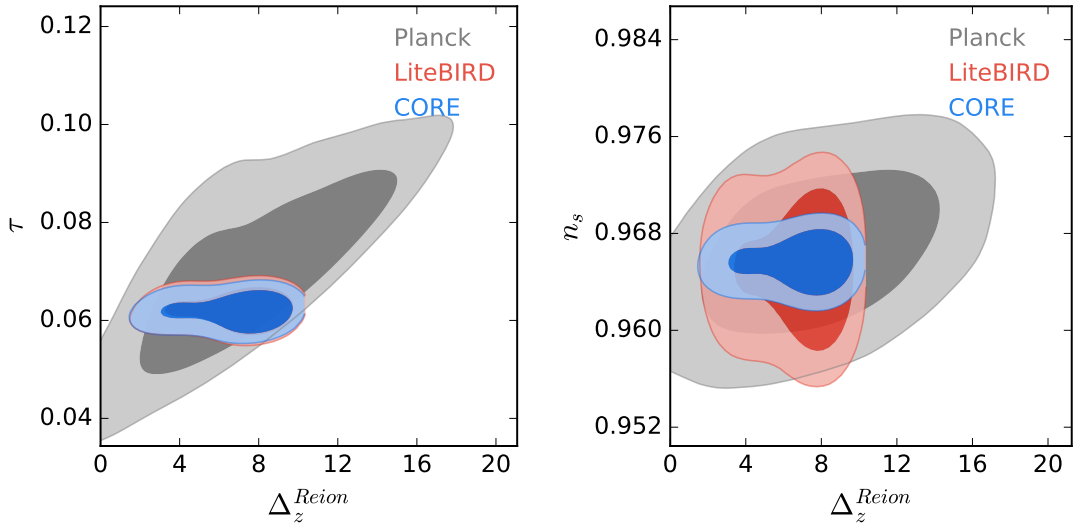 0.12
0.10
0.08
0.06
0.04
τ
Planck
LiteBIRD
CORE
0 4 8 12 16 20
Δ_z^{Reion}
0.984
0.976
0.968
0.960
0.952
n_s
Planck
LiteBIRD
CORE
0 4 8 12 16 20
Δ_z^{Reion}